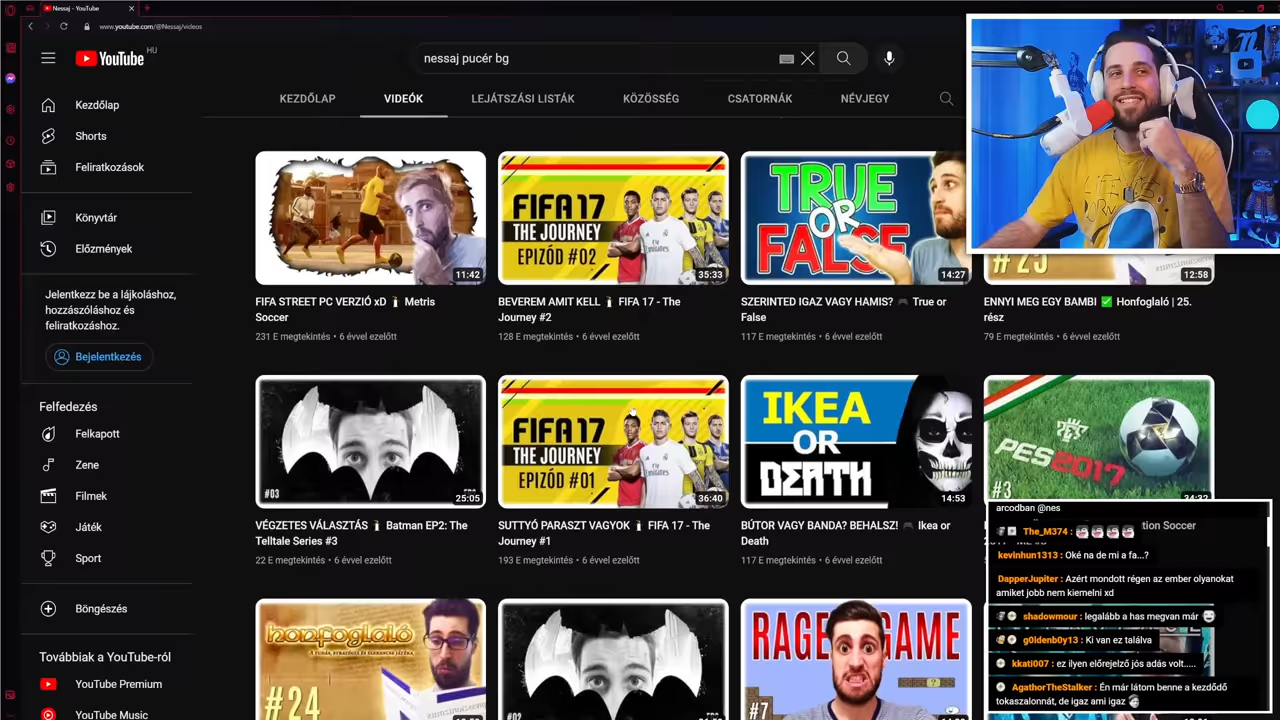 Nessaj - YouTube
www.youtube.com/@Nessaj/videos
YouTube
HU
nessaj pucér bg
KEZDŐLAP
VIDEÓK
LEJÁTSZÁSI LISTÁK
KÖZÖSSÉG
CSATORNÁK
NÉVJEGY
Kezdőlap
Shorts
Feliratkozások
Könyvtár
Előzmények
Jelentkezz be a lájkoláshoz,
hozzászóláshoz és
feliratkozáshoz.
Bejelentkezés
Felfedezés
Felkapott
Zene
Filmek
Játék
Sport
Böngészés
Továbbiak a YouTube-ról
YouTube Premium
YouTube Music
11:42
FIFA STREET PC VERZIÓ xD Metris
Soccer
231 E megtekintés • 6 évvel ezelőtt
FIFA 17
THE JOURNEY
EPIZÓD #02
35:33
BEVEREM AMIT KELL FIFA 17 - The
Journey #2
128 E megtekintés • 6 évvel ezelőtt
TRUE
OR
FALSE
14:27
SZERINTED IGAZ VAGY HAMIS? 🎮 True or
False
117 E megtekintés • 6 évvel ezelőtt
#25
12:58
ENNYI MEG EGY BAMBI ✅ Honfoglaló | 25.
rész
79 E megtekintés • 6 évvel ezelőtt
#03
25:05
VÉGZETES VÁLASZTÁS Batman EP2: The
Telltale Series #3
22 E megtekintés • 6 évvel ezelőtt
FIFA 17
THE JOURNEY
EPIZÓD #01
36:40
SUTTYÓ PARASZT VAGYOK FIFA 17 - The
Journey #1
193 E megtekintés • 6 évvel ezelőtt
IKEA
OR
DEATH
14:53
BÚTOR VAGY BANDA? BEHALSZ! 🎮 Ikea or
Death
117 E megtekintés • 6 évvel ezelőtt
PES2017
#3
34:32
tion Soccer
honfoglaló
#24
#02
RAGE GAME
#7
arcodban @nes
The_M374 :
kevinhun1313 : Oké na de mi a fa...?
DapperJupiter : Azért mondott régen az ember olyanokat
amiket jobb nem kiemelni xd
shadowmour : legalább a has megvan már
g0ldenb0y13 : Ki van ez találva
kkati007 : ez ilyen előrejelző jós adás volt.....
AgathorTheStalker : Én már látom benne a kezdődő
tokaszalonnát, de igaz ami igaz